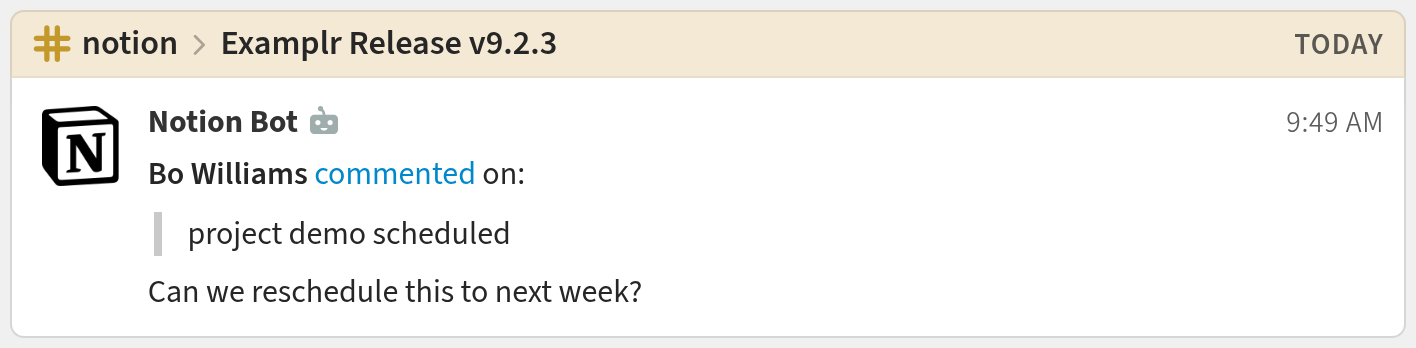 notion > Examplr Release v9.2.3 TODAY
N
Notion Bot 9:49 AM
Bo Williams commented on:
project demo scheduled
Can we reschedule this to next week?